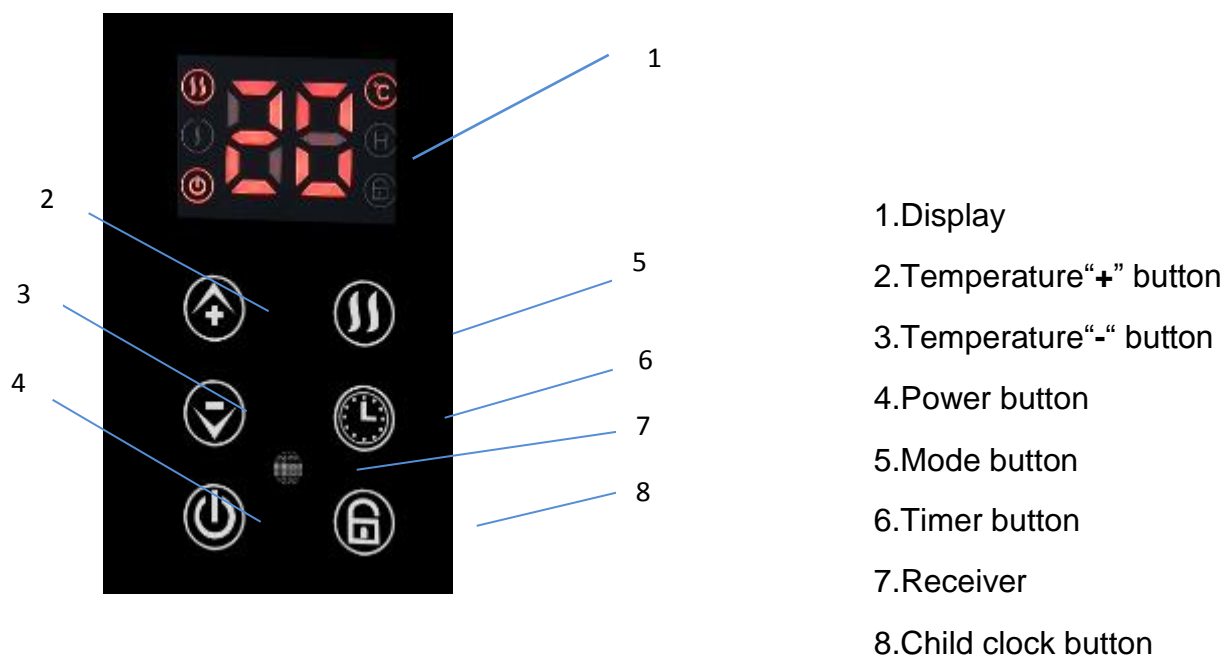 20
℃
H
1
2
3
4
5
6
7
8
1.Display
2.Temperature“+” button
3.Temperature“-“ button
4.Power button
5.Mode button
6.Timer button
7.Receiver
8.Child clock button